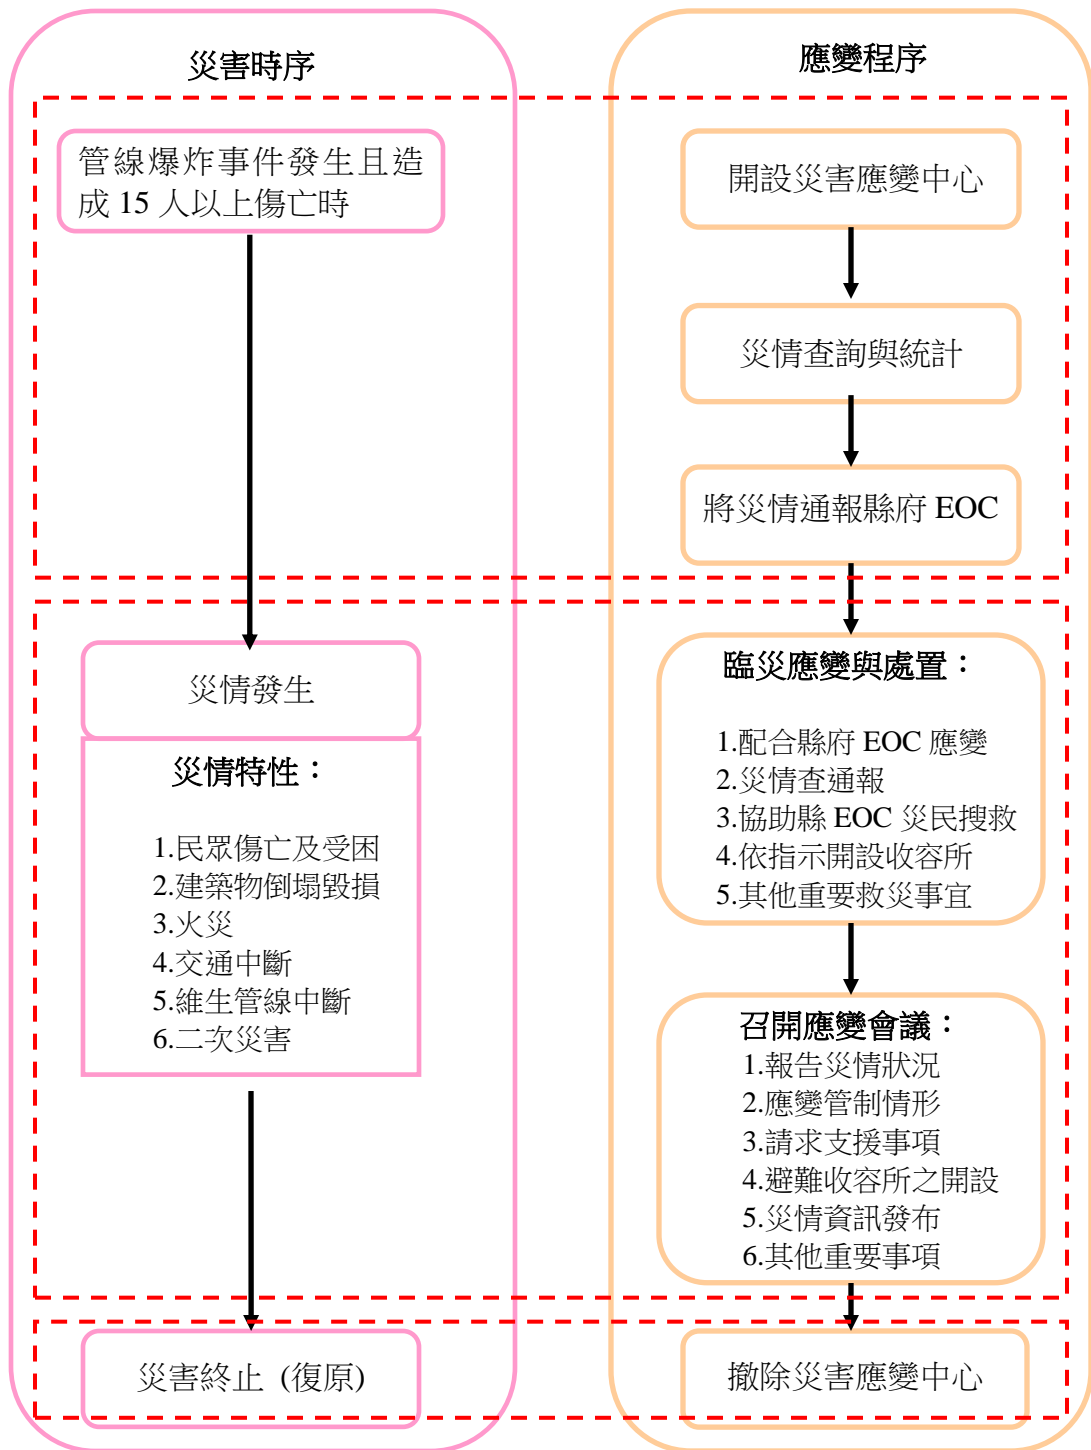 災害時序
管線爆炸事件發生且造
成 15 人以上傷亡時
災情發生
災情特性：
1.民眾傷亡及受困
2.建築物倒塌毀損
3.火災
4.交通中斷
5.維生管線中斷
6.二次災害
災害終止 (復原)
應變程序
開設災害應變中心
災情查詢與統計
將災情通報縣府 EOC
臨災應變與處置：
1.配合縣府 EOC 應變
2.災情查通報
3.協助縣 EOC 災民搜救
4.依指示開設收容所
5.其他重要救災事宜
召開應變會議：
1.報告災情狀況
2.應變管制情形
3.請求支援事項
4.避難收容所之開設
5.災情資訊發布
6.其他重要事項
撤除災害應變中心